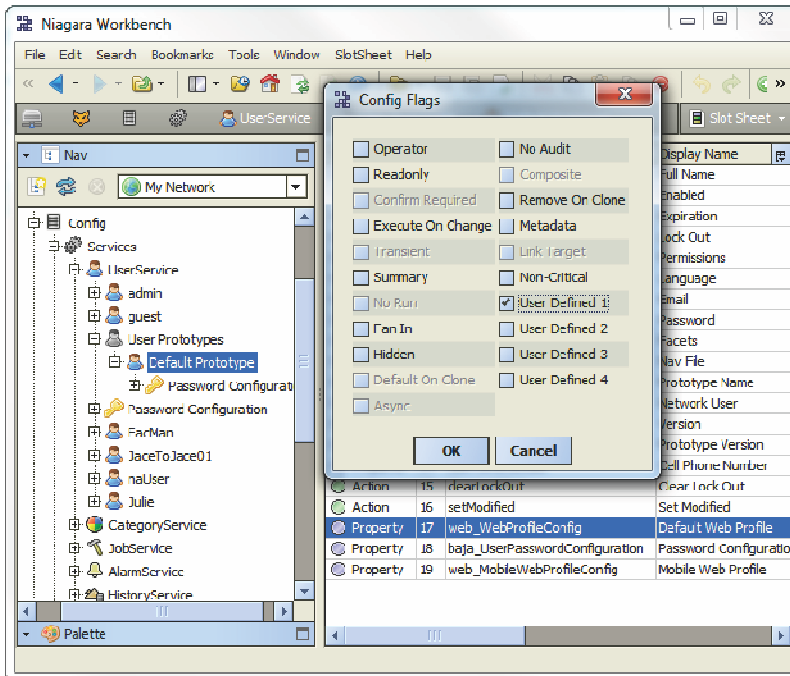 Niagara Workbench
File Edit Search Bookmarks Tools Window SlotSheet Help
UserService
Slot Sheet
Nav
My Network
Config
Services
UserService
admin
guest
User Prototypes
Default Prototype
Password Configurati
Password Configuration
FacMan
JaceToJace01
naUser
Julie
CategoryService
JobService
AlarmService
HistoryService
Palette
Config Flags
Operator
No Audit
Readonly
Composite
Confirm Required
Remove On Clone
Execute On Change
Metadata
Transient
Link Target
Summary
Non-Critical
No Run
User Defined 1
Fan In
User Defined 2
Hidden
User Defined 3
Default On Clone
User Defined 4
Async
OK
Cancel
Display Name
Full Name
Enabled
Expiration
Lock Out
Permissions
Language
Email
Password
Facets
Nav File
Prototype Name
Network User
Version
Prototype Version
Cell Phone Number
Action 15 clearLockOut Clear Lock Out
Action 16 setModified Set Modified
Property 17 web_WebProfileConfig Default Web Profile
Property 18 baja_UserPasswordConfiguration Password Configuratio
Property 19 web_MobileWebProfileConfig Mobile Web Profile